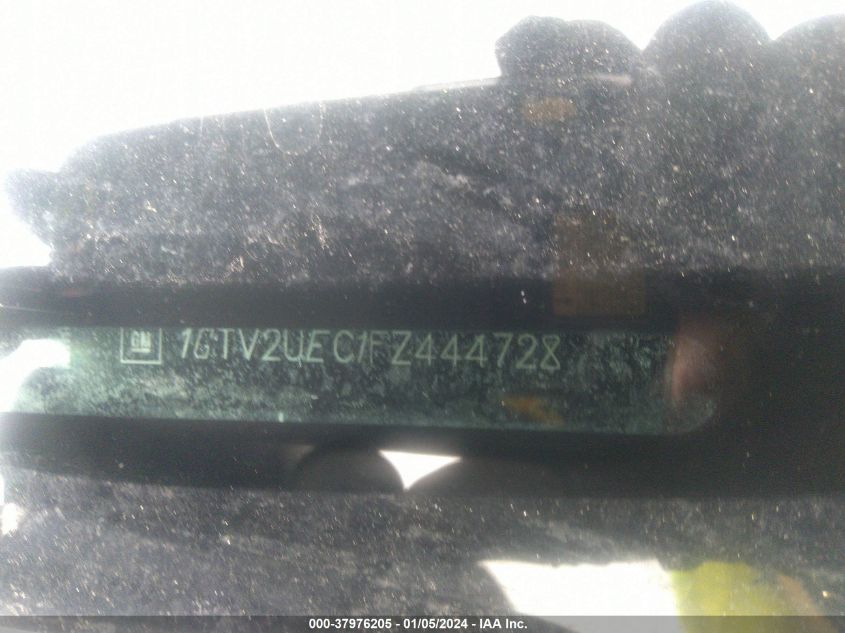 GM 1GTV2UEC1FZ444728
000-37976205 - 01/05/2024 - IAA Inc.